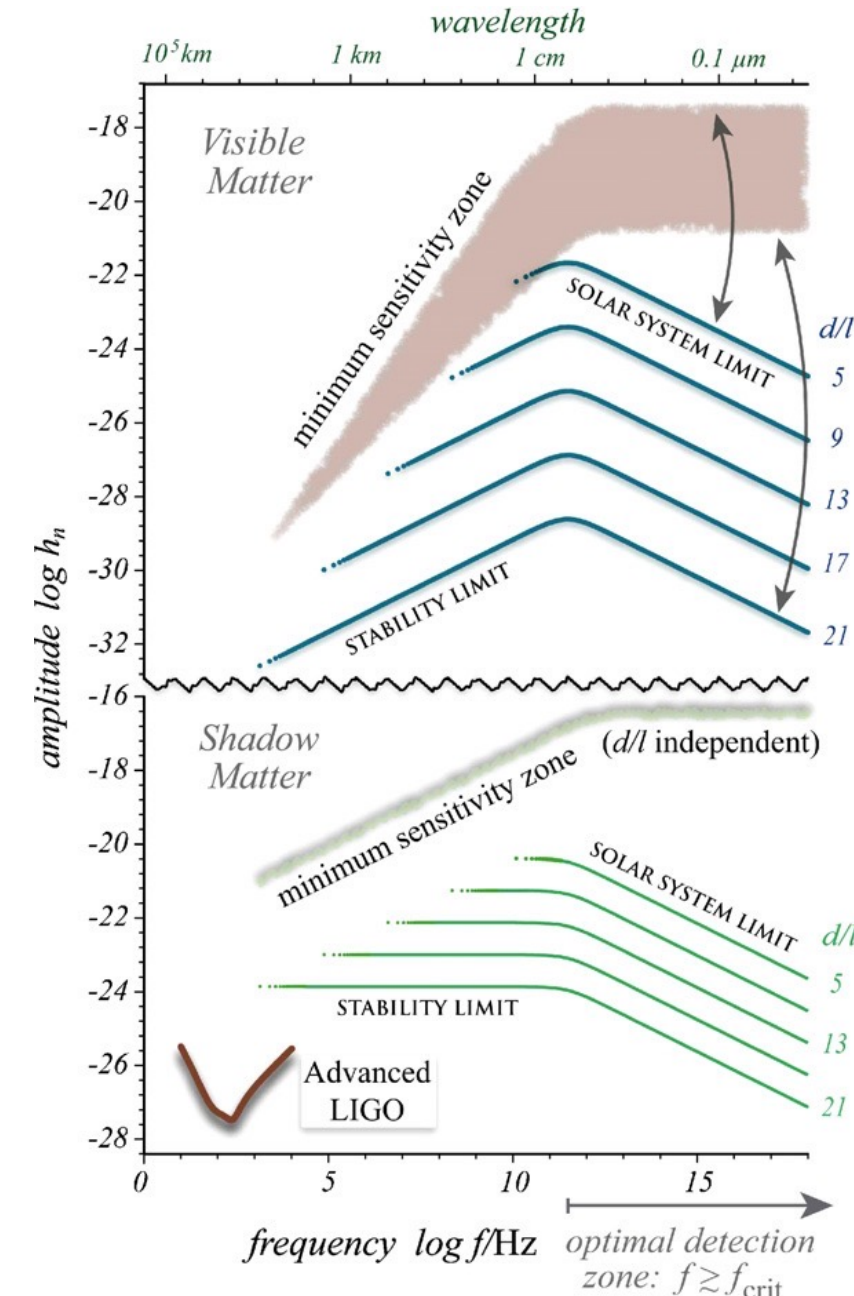 wavelength
10⁵ km 1 km 1 cm 0.1 μm
Visible
Matter
minimum sensitivity zone
SOLAR SYSTEM LIMIT
STABILITY LIMIT
d/l
5
9
13
17
21
-18
-20
-22
-24
-26
-28
-30
-32
amplitude log hₙ
-16
-18
-20
-22
-24
-26
-28
Shadow
Matter
(d/l independent)
minimum sensitivity zone
SOLAR SYSTEM LIMIT
STABILITY LIMIT
d/l
5
13
21
Advanced
LIGO
0 5 10 15
frequency log f/Hz
optimal detection
zone: f ≳ f_crit